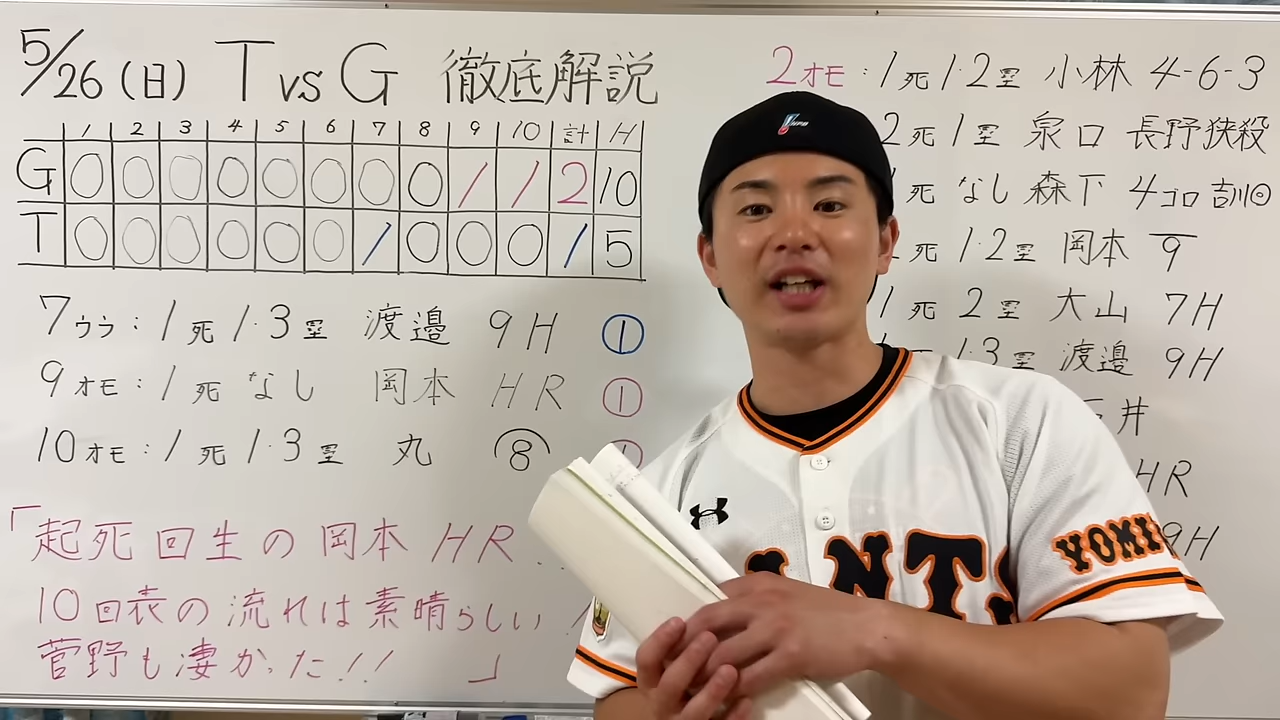 5/26(日) T vs G 徹底解説
1 2 3 4 5 6 7 8 9 10 計 H
G 0 0 0 0 0 0 0 0 1 1 2 10
T 0 0 0 0 0 0 1 0 0 0 1 5
7ウラ:1死1・3塁 渡邉 9H ①
9オモ:1死なし 岡本 HR ①
10オモ:1死1・3塁 丸 8 ①
「起死回生の岡本HR...
10回表の流れは素晴らしい!
菅野も凄かった!!」
2オモ:1死1・2塁 小林 4-6-3
2死1塁 泉口 長野狭殺
死なし 森下 4ゴロ 吉川
死1・2塁 岡本 9
1死2塁 大山 7H
・3塁 渡邉 9H
井
HR
9H
ANTS
YOMI